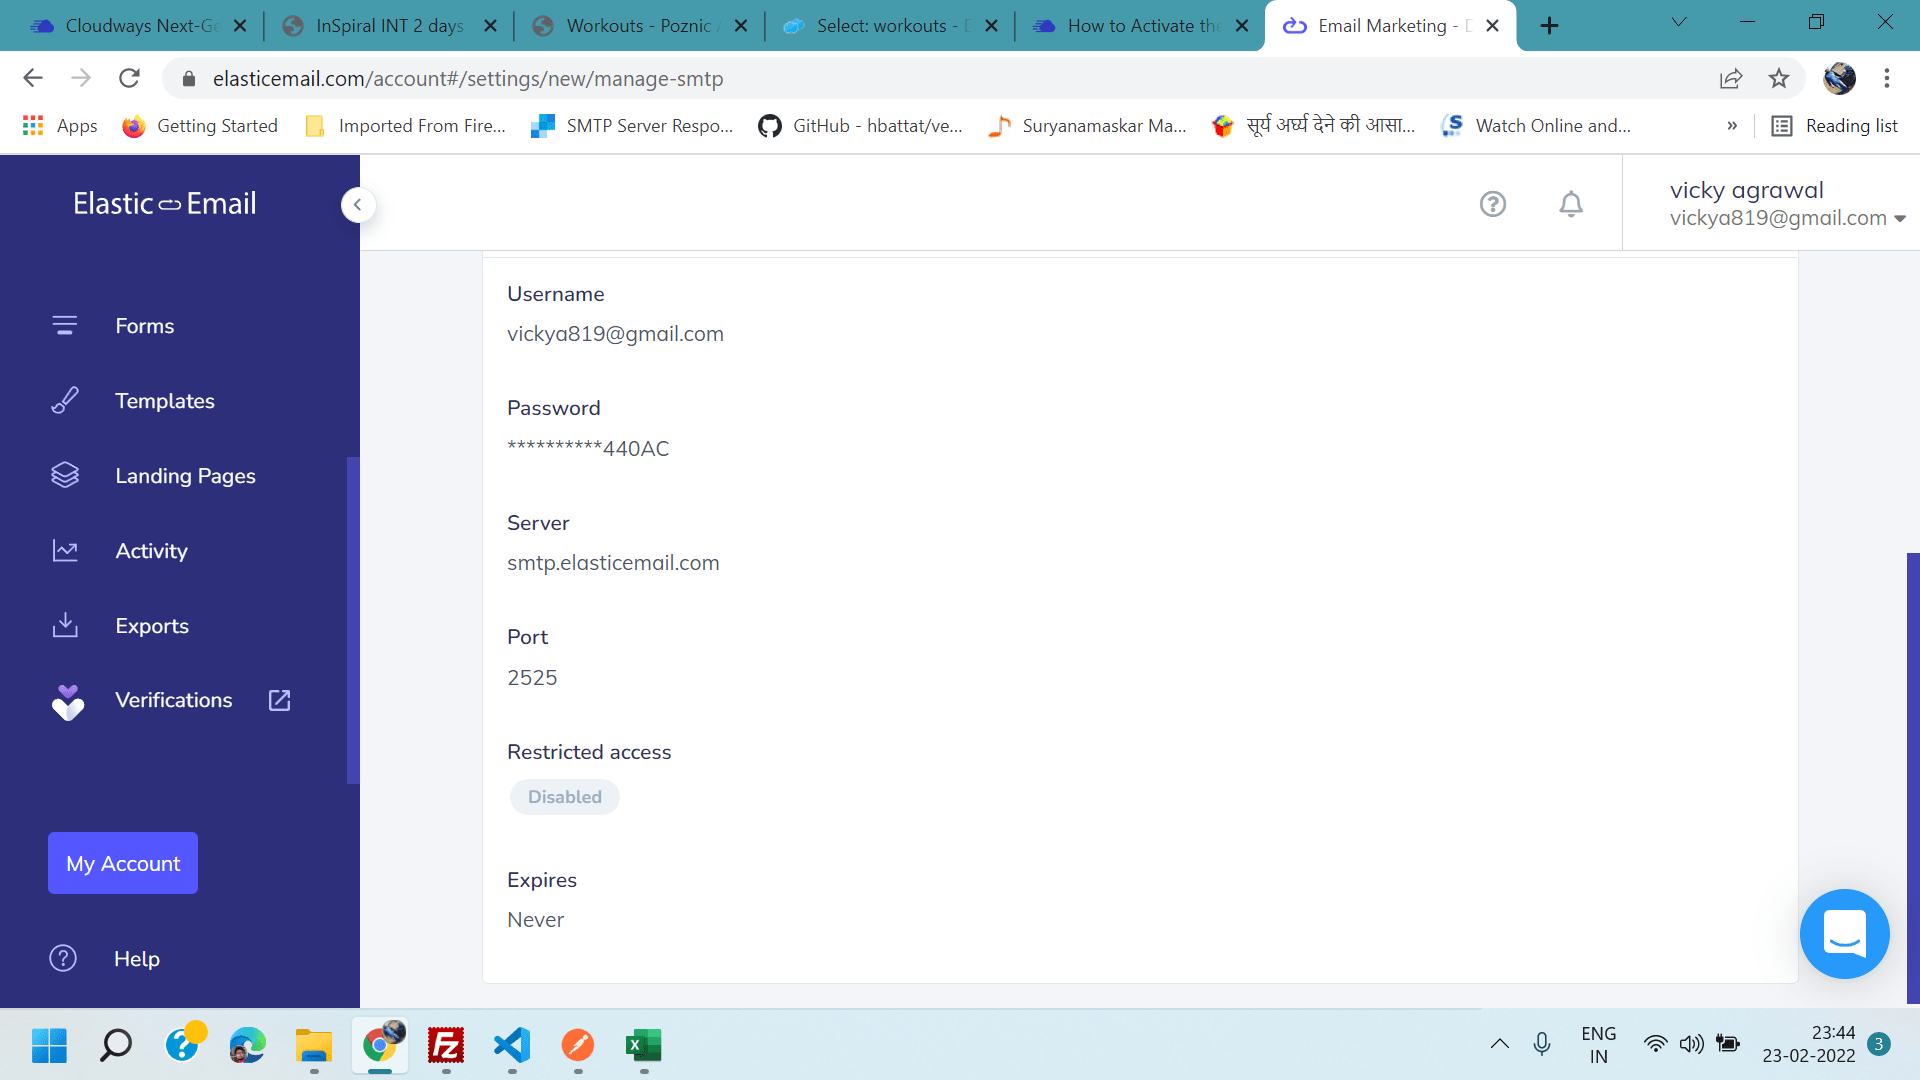 Cloudways Next-Ge
InSpiral INT 2 days
Workouts - Poznic
Select: workouts -
How to Activate the
Email Marketing -
elasticemail.com/account#/settings/new/manage-smtp
Apps
Getting Started
Imported From Fire...
SMTP Server Respo...
GitHub - hbattat/ve...
Suryanamaskar Ma...
सूर्य अर्घ्य देने की आसा...
Watch Online and...
»
Reading list
Elastic Email
vicky agrawal
vickya819@gmail.com
Forms
Templates
Landing Pages
Activity
Exports
Verifications
My Account
Help
Username
vickya819@gmail.com
Password
**********440AC
Server
smtp.elasticemail.com
Port
2525
Restricted access
Disabled
Expires
Never
ENG
IN
23:44
23-02-2022
3